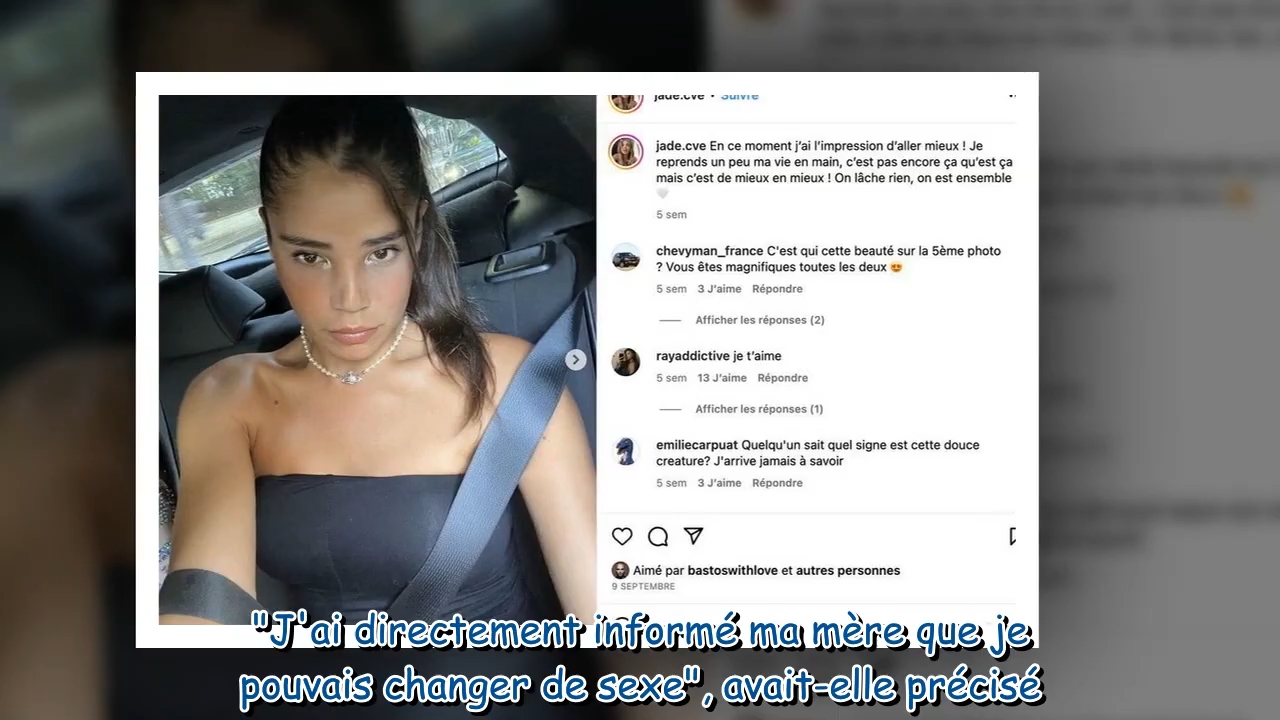 jade.cve • Suivre
jade.cve En ce moment j'ai l'impression d'aller mieux ! Je
reprends un peu ma vie en main, c'est pas encore ça qu'est ça
mais c'est de mieux en mieux ! On lâche rien, on est ensemble
🤍
5 sem
chevyman_france C'est qui cette beauté sur la 5ème photo
? Vous êtes magnifiques toutes les deux 😍
5 sem 3 J'aime Répondre
Afficher les réponses (2)
rayaddictive je t'aime
5 sem 13 J'aime Répondre
Afficher les réponses (1)
emiliecarpuat Quelqu'un sait quel signe est cette douce
creature? J'arrive jamais à savoir
5 sem 3 J'aime Répondre
Aimé par bastoswithlove et autres personnes
9 SEPTEMBRE
"J'ai directement informé ma mère que je
pouvais changer de sexe", avait-elle précisé